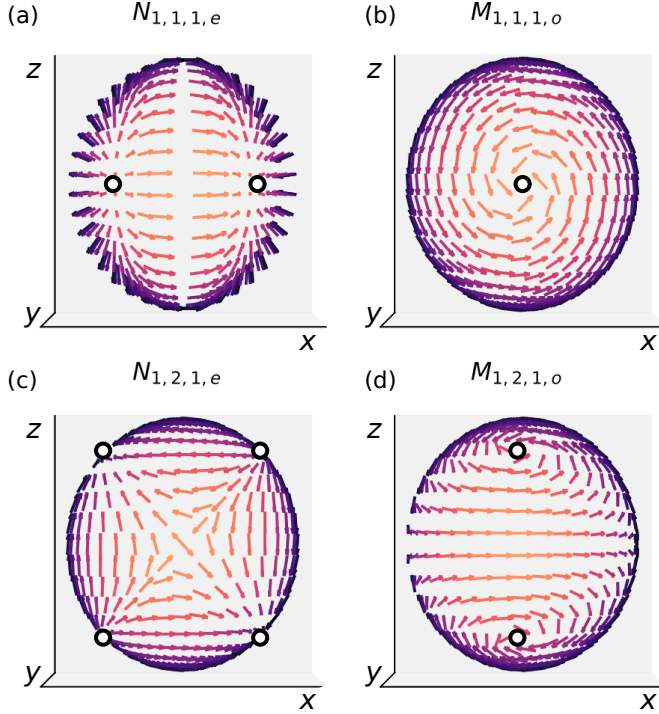 (a) N1,1,1,e
z
y
x
(b) M1,1,1,o
z
y
x
(c) N1,2,1,e
z
y
x
(d) M1,2,1,o
z
y
x